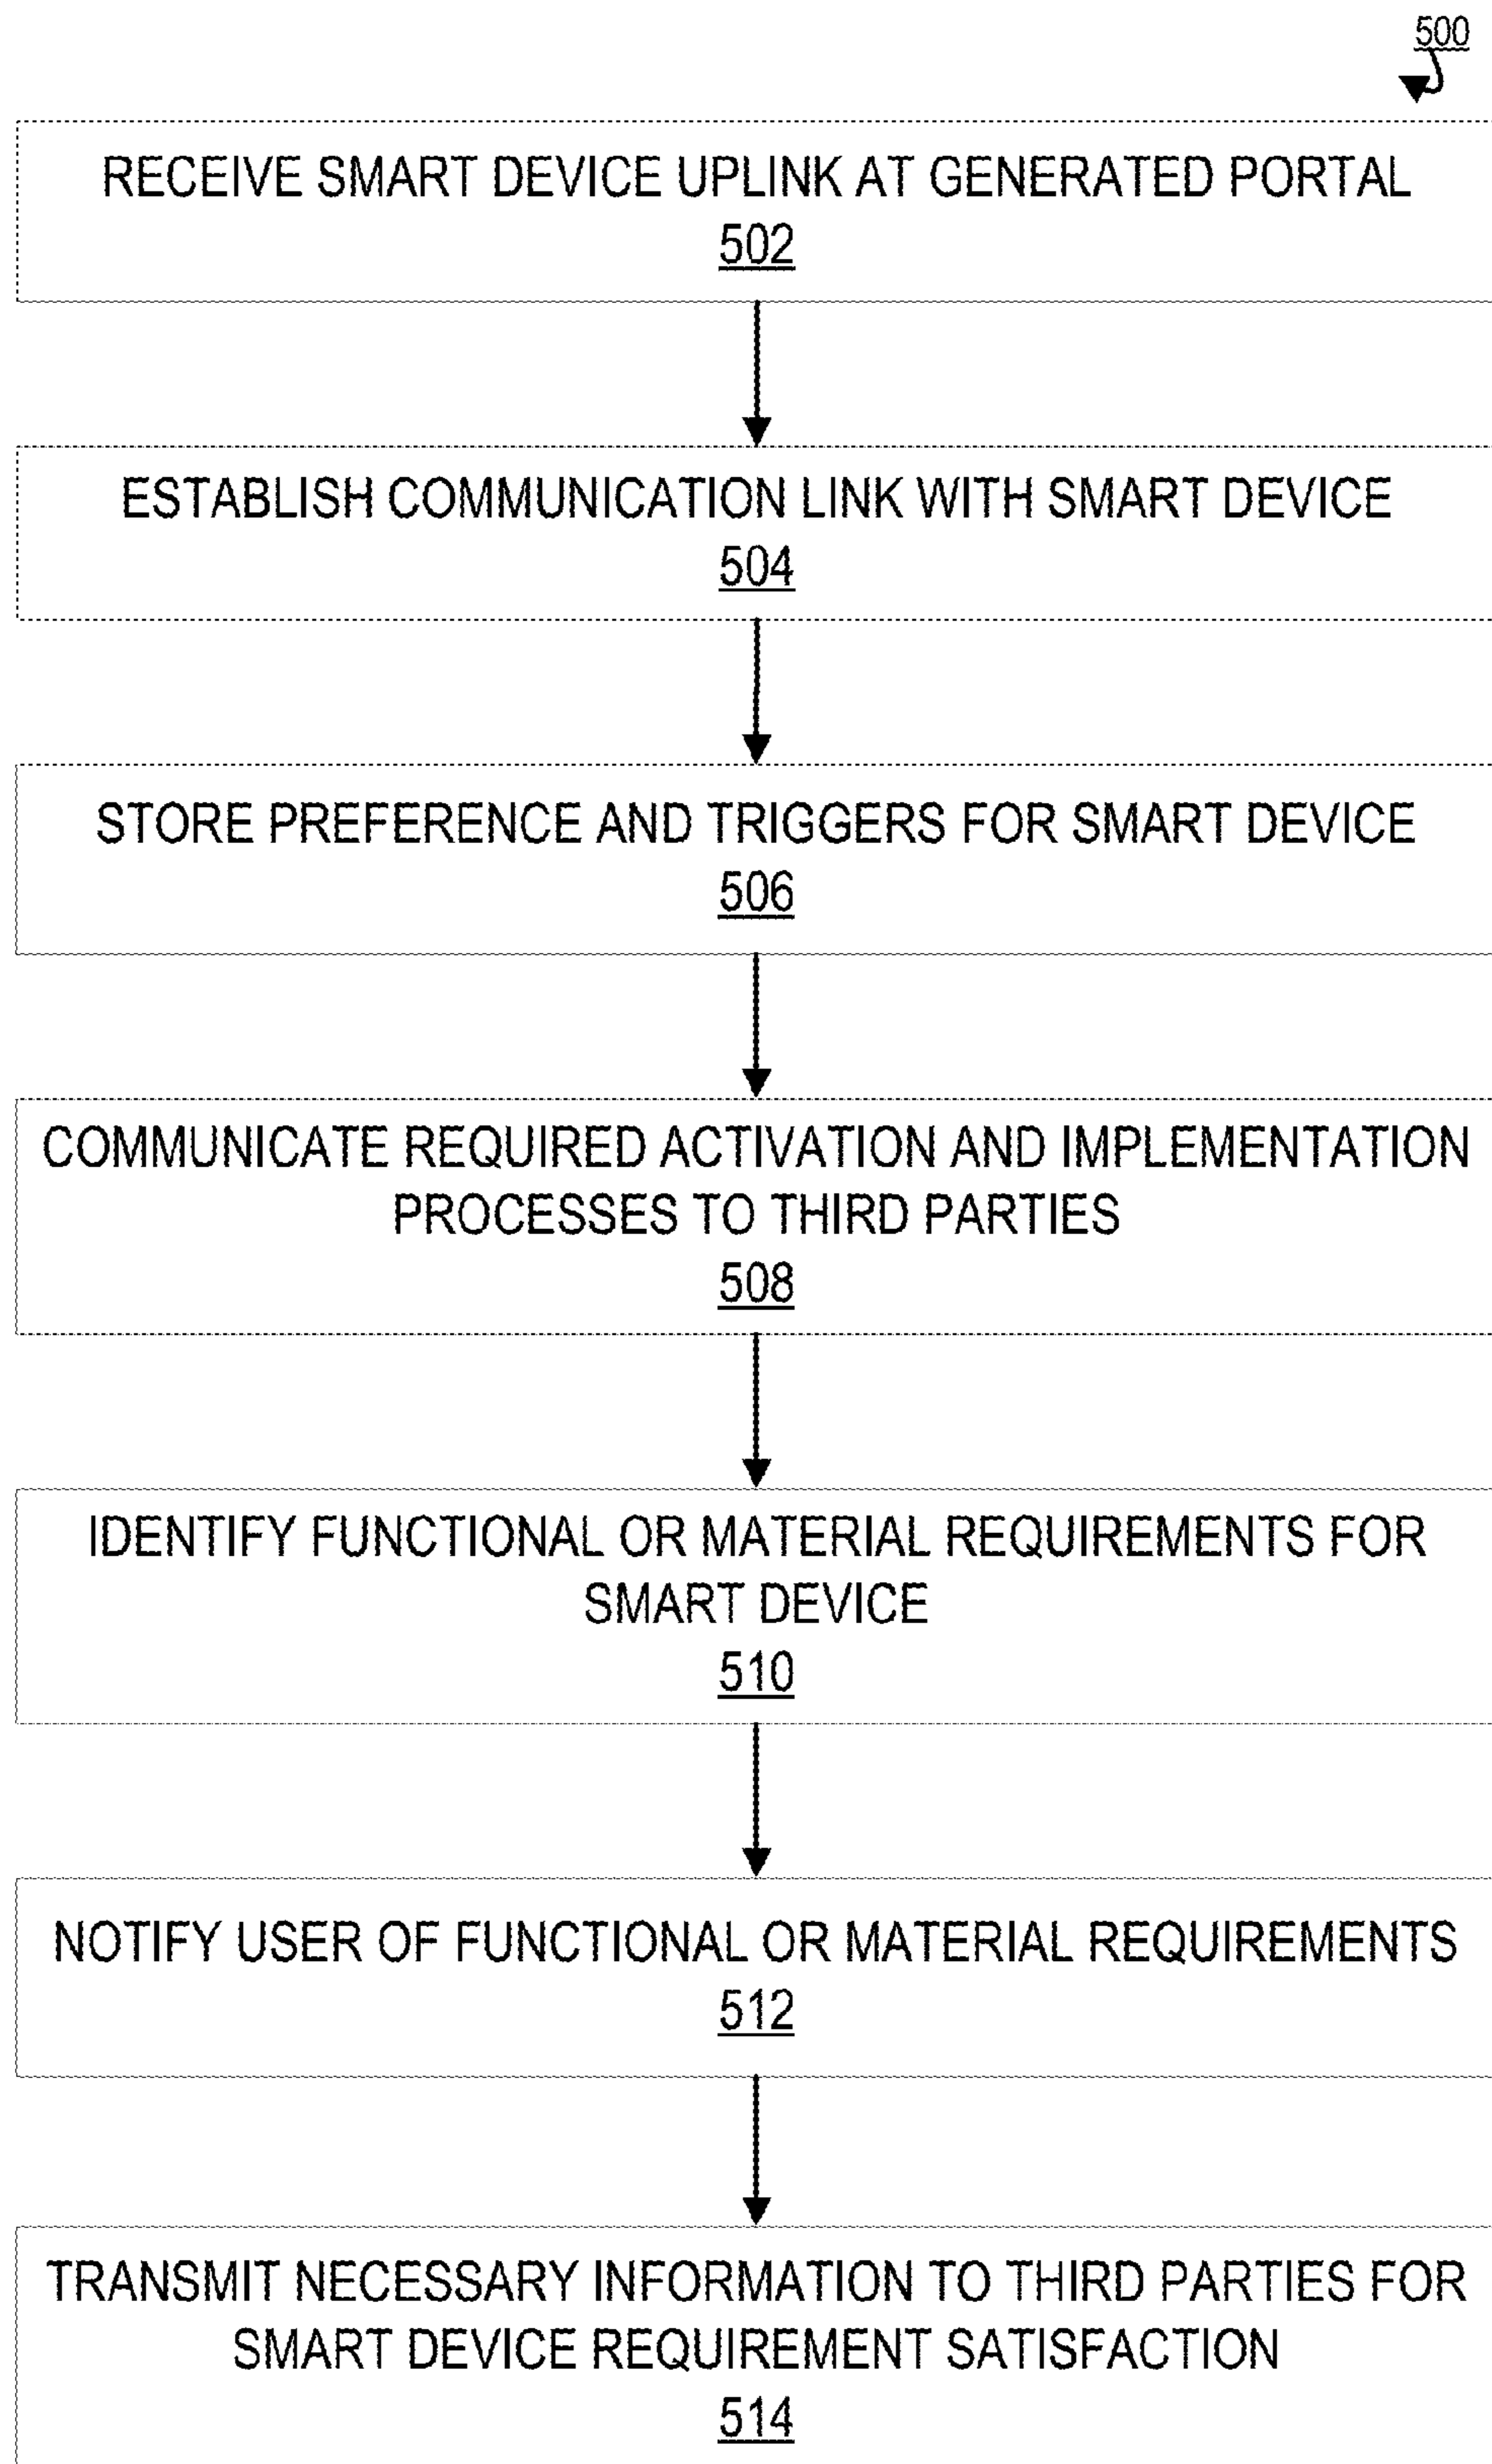 500
RECEIVE SMART DEVICE UPLINK AT GENERATED PORTAL
502
ESTABLISH COMMUNICATION LINK WITH SMART DEVICE
504
STORE PREFERENCE AND TRIGGERS FOR SMART DEVICE
506
COMMUNICATE REQUIRED ACTIVATION AND IMPLEMENTATION
PROCESSES TO THIRD PARTIES
508
IDENTIFY FUNCTIONAL OR MATERIAL REQUIREMENTS FOR
SMART DEVICE
510
NOTIFY USER OF FUNCTIONAL OR MATERIAL REQUIREMENTS
512
TRANSMIT NECESSARY INFORMATION TO THIRD PARTIES FOR
SMART DEVICE REQUIREMENT SATISFACTION
514